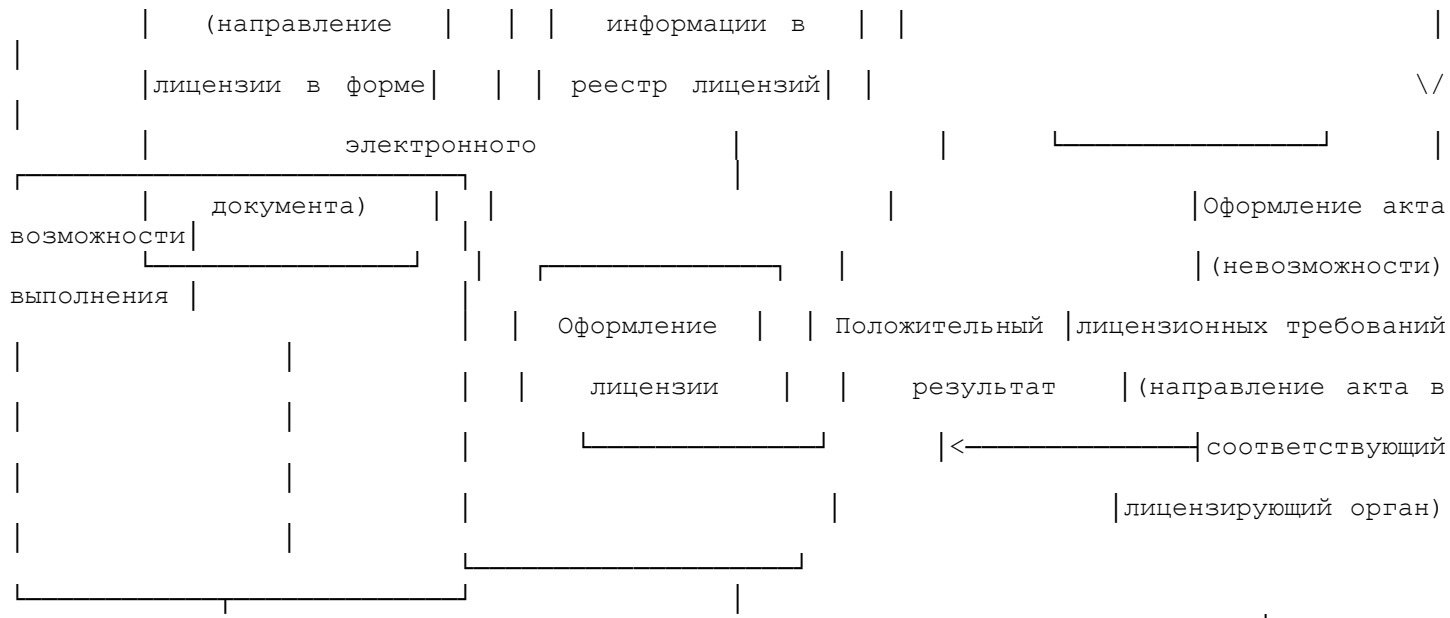 (направление информации в
лицензии в форме реестр лицензий \/
электронного
документа) Оформление акта
возможности
(невозможности)
выполнения
Оформление Положительный лицензионных требований
лицензии результат (направление акта в
< соответствующий
лицензирующий орган)